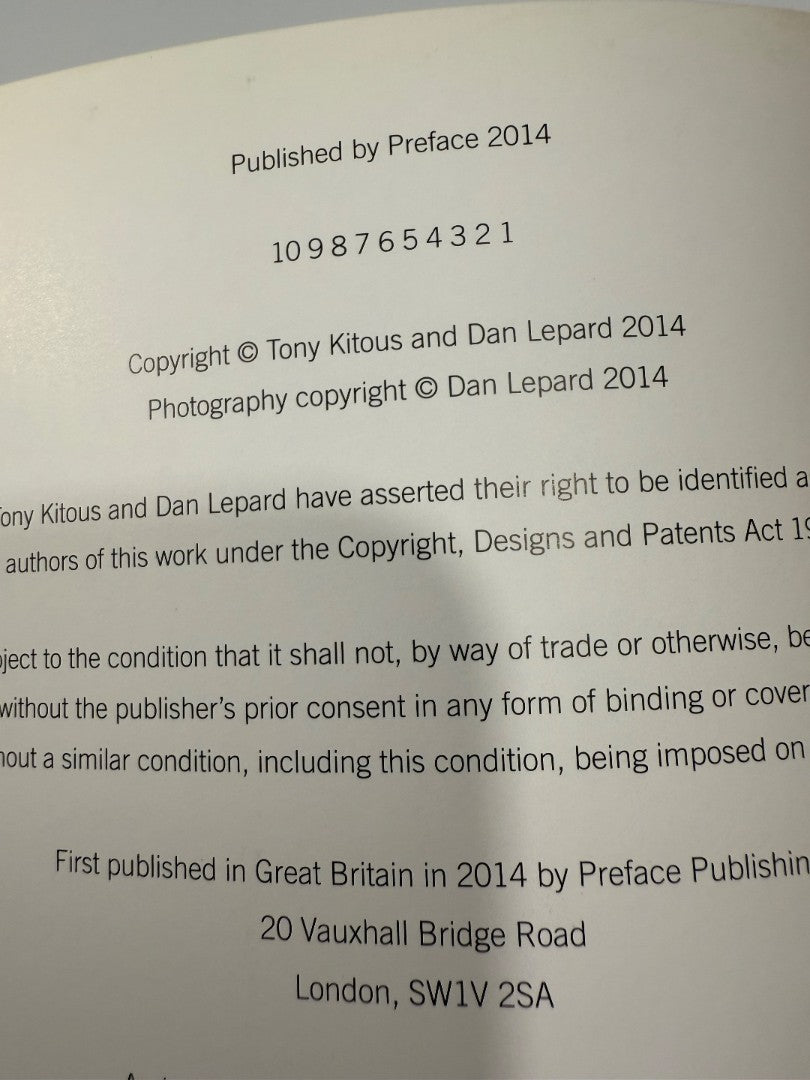 Published by Preface 2014
10 9 8 7 6 5 4 3 2 1
Copyright © Tony Kitous and Dan Lepard 2014
Photography copyright © Dan Lepard 2014
Tony Kitous and Dan Lepard have asserted their right to be identified a
authors of this work under the Copyright, Designs and Patents Act 19
ject to the condition that it shall not, by way of trade or otherwise, be
without the publisher's prior consent in any form of binding or cover
out a similar condition, including this condition, being imposed on
First published in Great Britain in 2014 by Preface Publishin
20 Vauxhall Bridge Road
London, SW1V 2SA